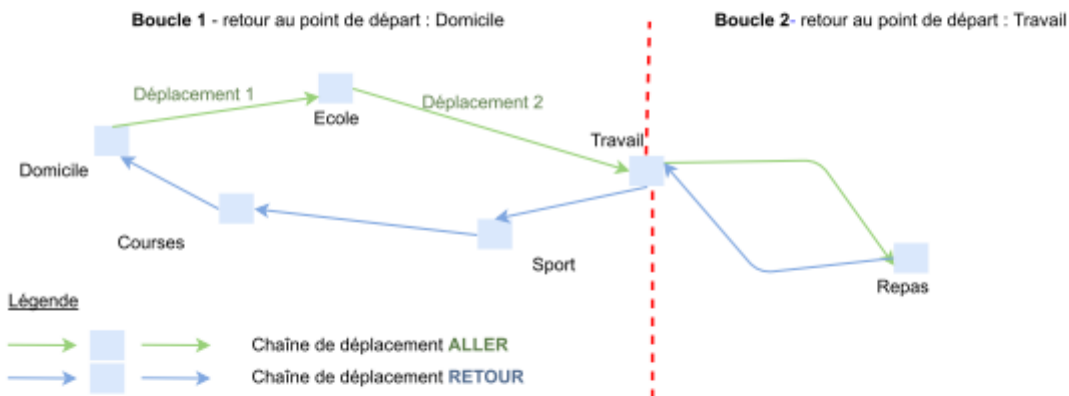 Boucle 1 - retour au point de départ : Domicile
Boucle 2- retour au point de départ : Travail
Déplacement 1
Déplacement 2
Ecole
Travail
Domicile
Courses
Sport
Repas
Légende
Chaîne de déplacement ALLER
Chaîne de déplacement RETOUR